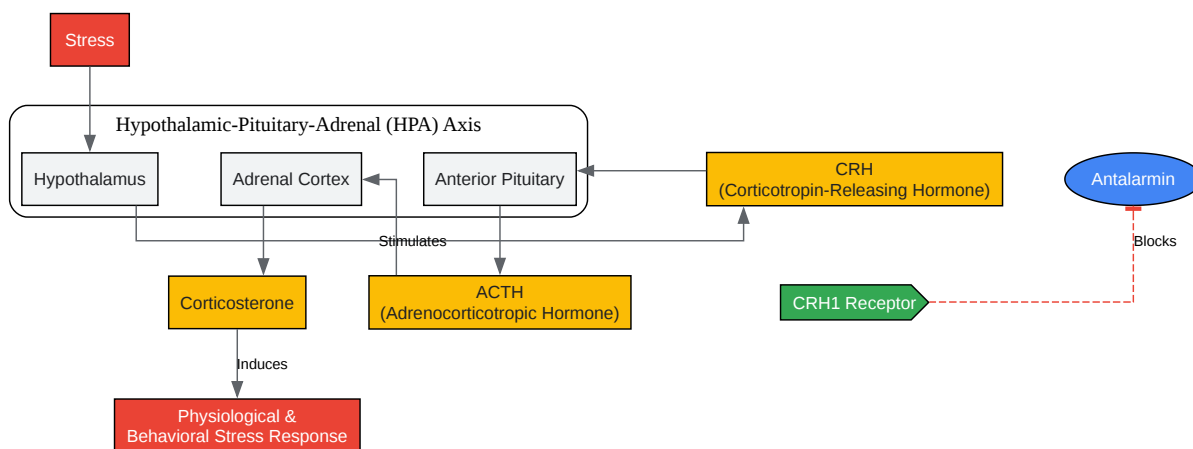 Stress
Hypothalamic-Pituitary-Adrenal (HPA) Axis
Hypothalamus
Adrenal Cortex
Anterior Pituitary
CRH
(Corticotropin-Releasing Hormone)
Antalarmin
Stimulates
Blocks
Corticosterone
ACTH
(Adrenocorticotropic Hormone)
CRH1 Receptor
Induces
Physiological &
Behavioral Stress Response